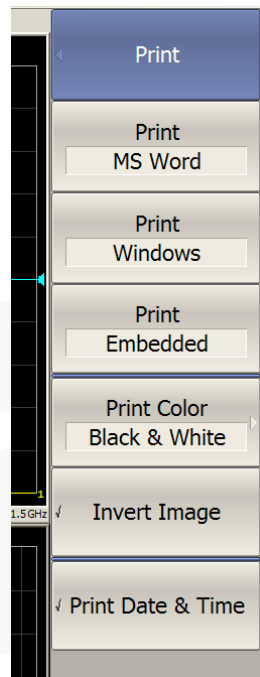 Print
Print
MS Word
Print
Windows
Print
Embedded
Print Color
Black & White
1
1.5GHz
√ Invert Image
√ Print Date & Time